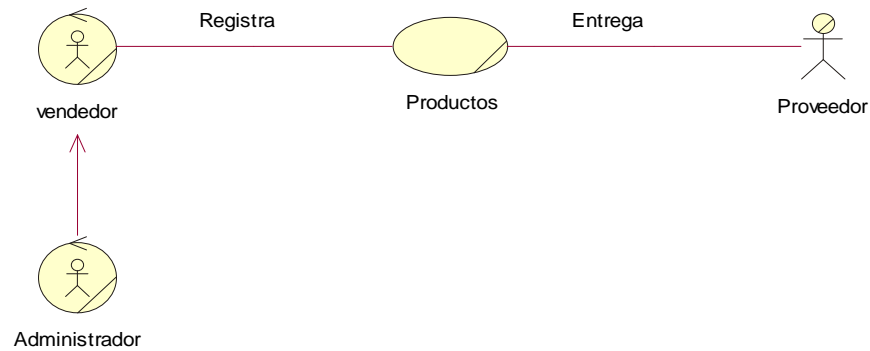 Registra
Entrega
vendedor
Productos
Proveedor
Administrador